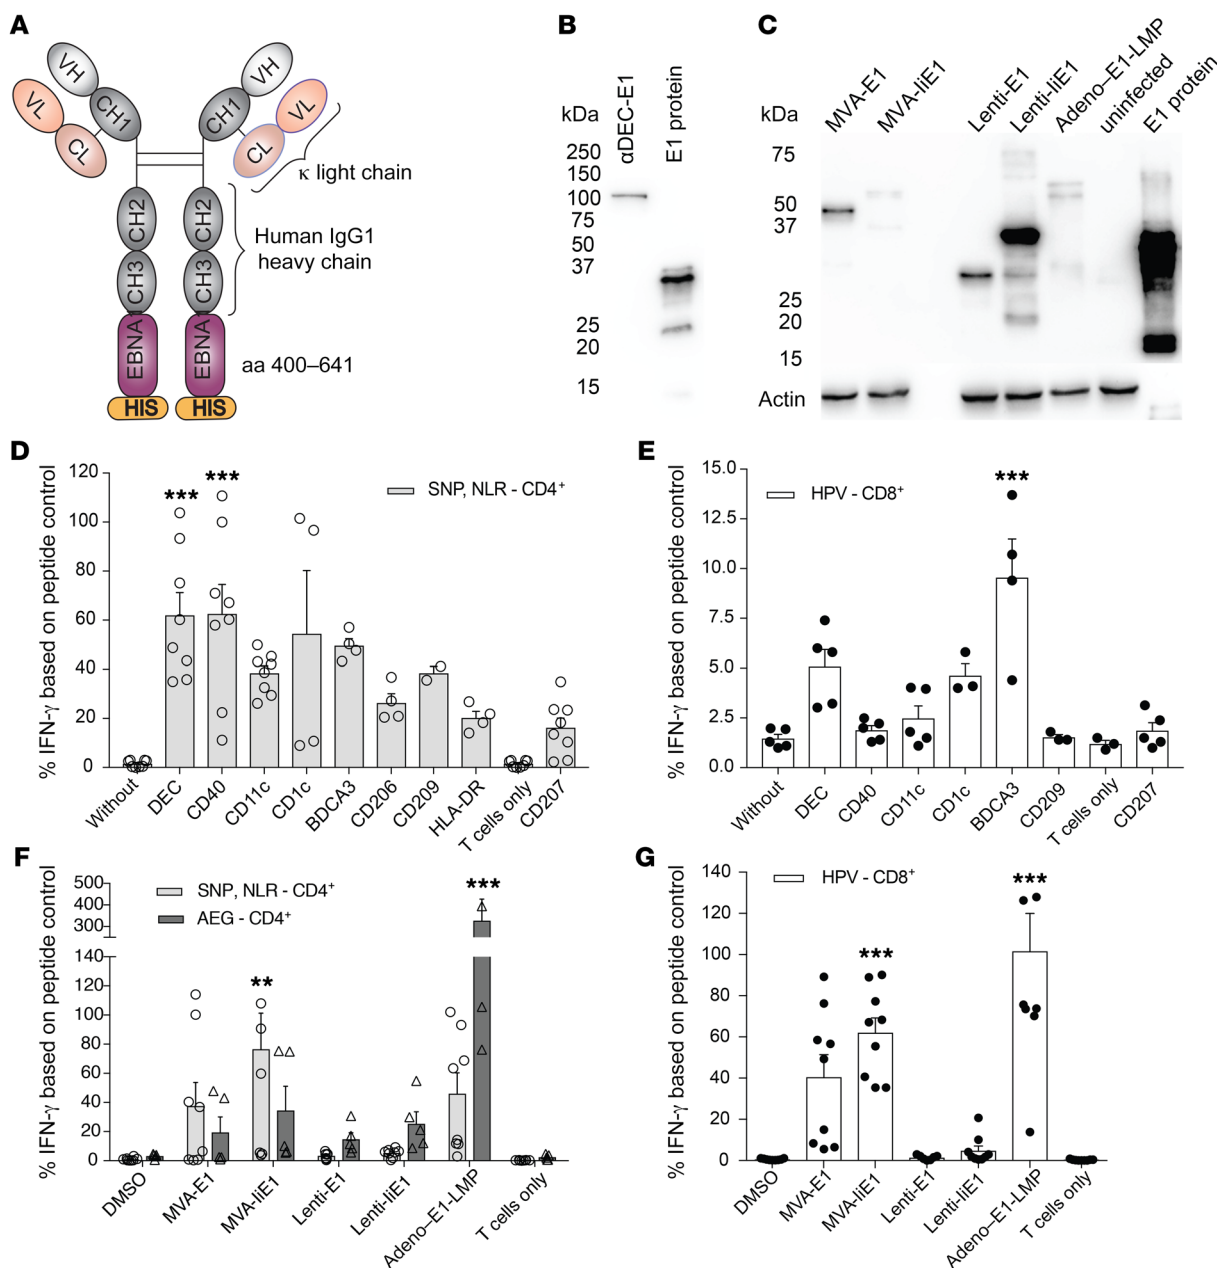 A
VH
VH
VL
CH1
CL
CH1
VL
CL
κ light chain
CH2
CH2
CH3
CH3
Human IgG1
heavy chain
EBNA
EBNA
aa 400–641
HIS
HIS
B
kDa
αDEC-E1
E1 protein
250
150
100
75
50
37
25
20
15
C
kDa
MVA-E1
MVA-IiE1
Lenti-E1
Lenti-IiE1
Adeno–E1-LMP
uninfected
E1 protein
75
50
37
25
20
15
Actin
D
% IFN-γ based on peptide control
120
100
80
60
40
20
0
***
***
SNP, NLR - CD4+
Without
DEC
CD40
CD11c
CD1c
BDCA3
CD206
CD209
HLA-DR
T cells only
CD207
E
% IFN-γ based on peptide control
15.0
12.5
10.0
7.5
5.0
2.5
0.0
HPV - CD8+
***
Without
DEC
CD40
CD11c
CD1c
BDCA3
CD209
T cells only
CD207
F
% IFN-γ based on peptide control
500
400
300
140
120
100
80
60
40
20
0
SNP, NLR - CD4+
AEG - CD4+
**
***
DMSO
MVA-E1
MVA-IiE1
Lenti-E1
Lenti-IiE1
Adeno–E1-LMP
T cells only
G
% IFN-γ based on peptide control
140
120
100
80
60
40
20
0
HPV - CD8+
***
***
DMSO
MVA-E1
MVA-IiE1
Lenti-E1
Lenti-IiE1
Adeno–E1-LMP
T cells only